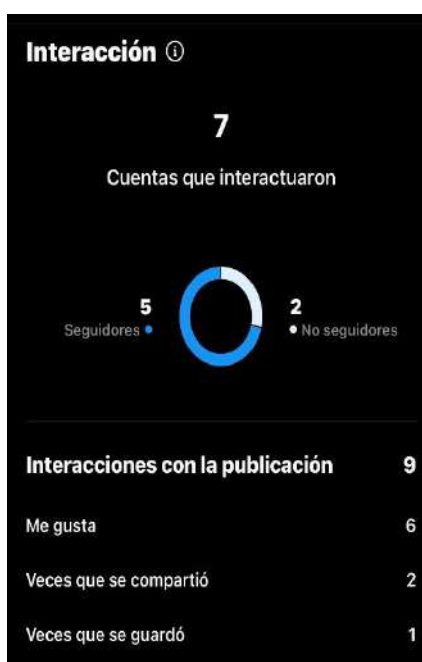 Interacción
7
Cuentas que interactuaron
5
Seguidores
2
No seguidores
Interacciones con la publicación 9
Me gusta 6
Veces que se compartió 2
Veces que se guardó 1